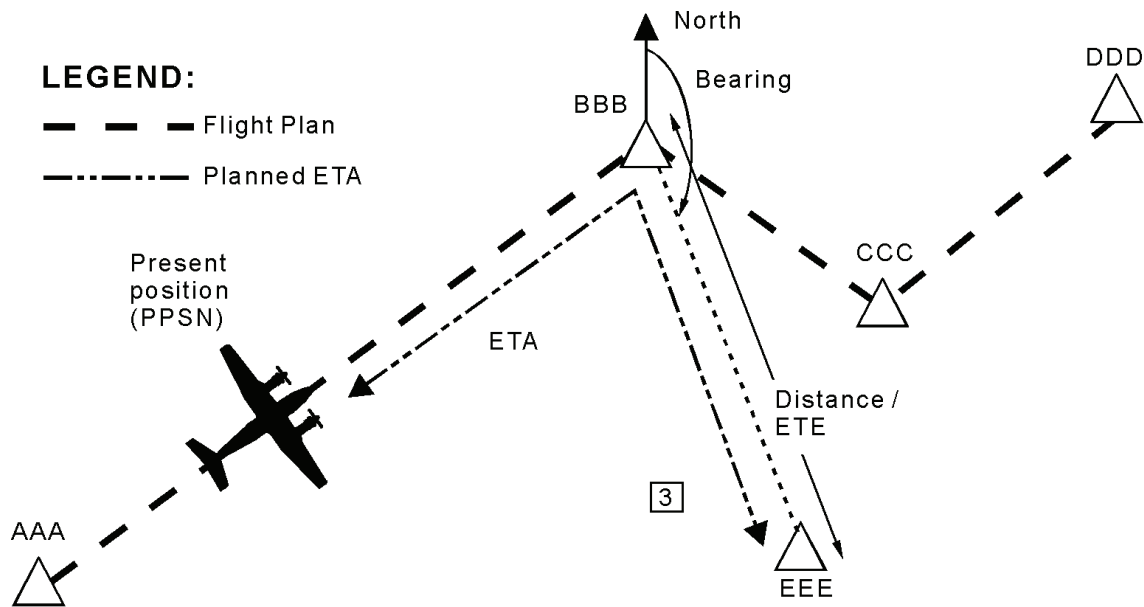 North
LEGEND:
DDD
Bearing
BBB
Flight Plan
Planned ETA
CCC
Present
position
(PPSN)
ETA
Distance /
ETE
3
AAA
EEE